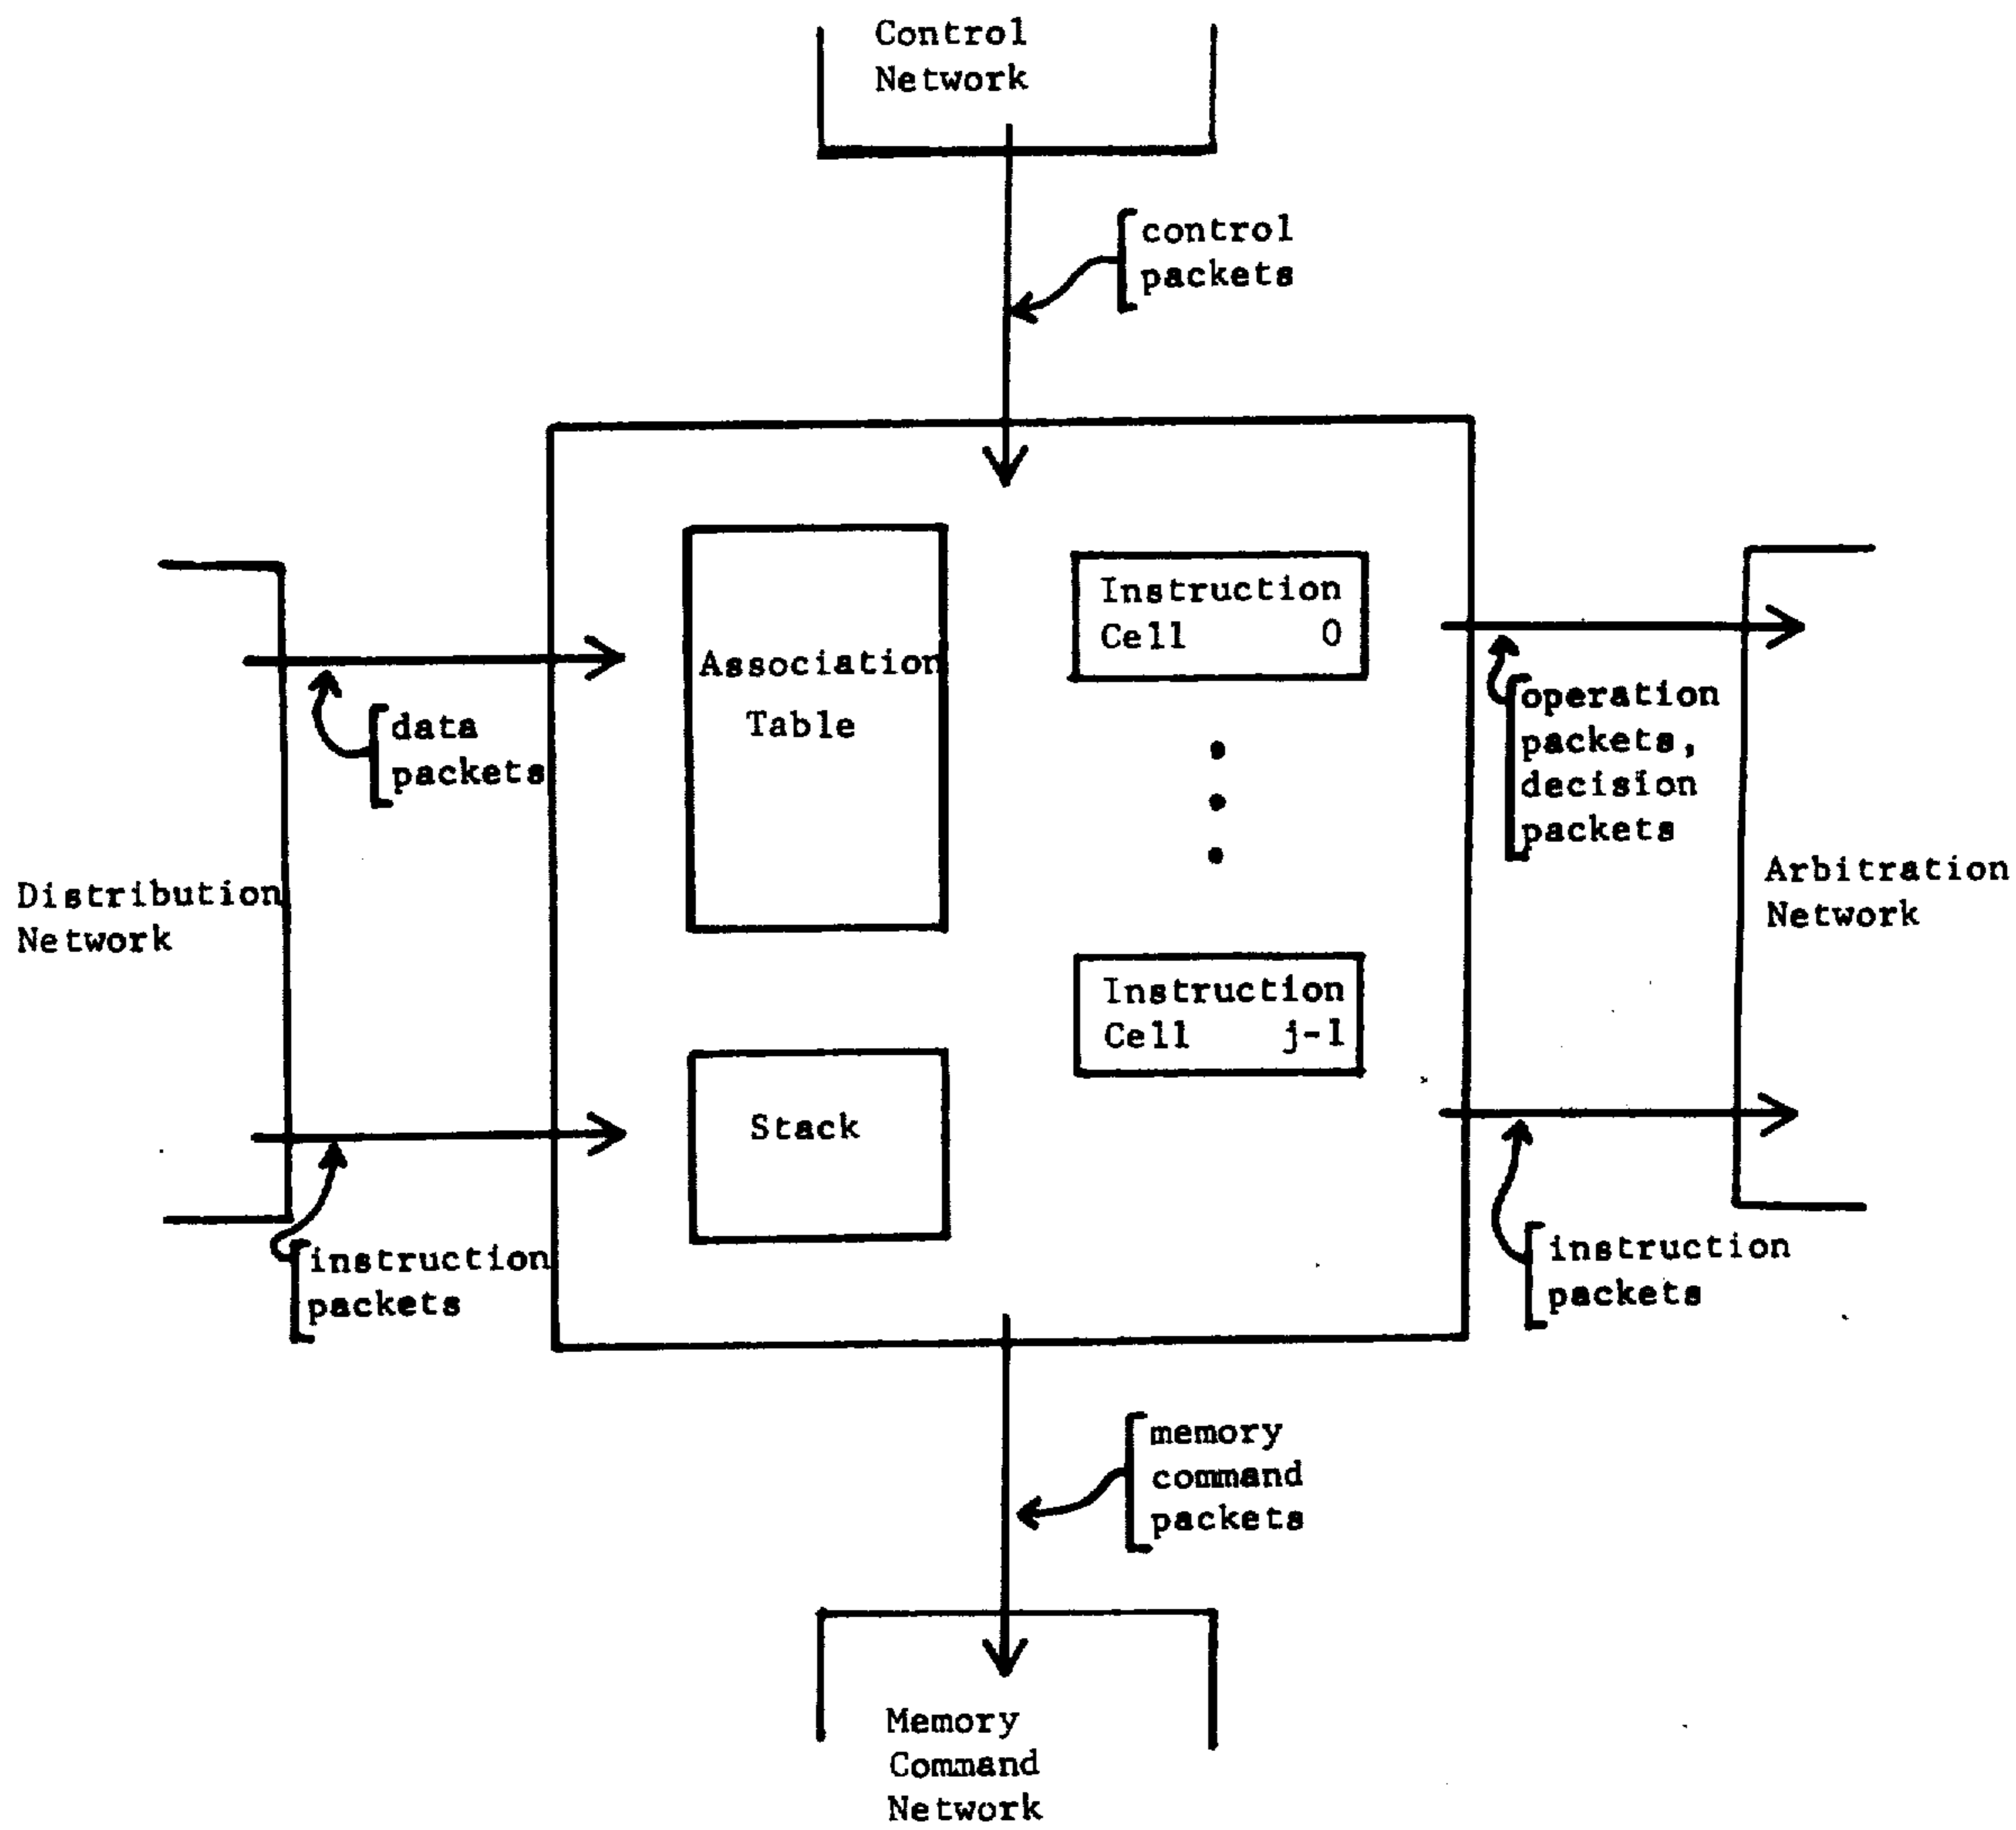 Control
Network
control
packets
Instruction
Cell 0
Association
Table
data
packets
operation
packets,
decision
packets
Distribution
Network
Arbitration
Network
Instruction
Cell j-1
Stack
instruction
packets
instruction
packets
memory
command
packets
Memory
Command
Network